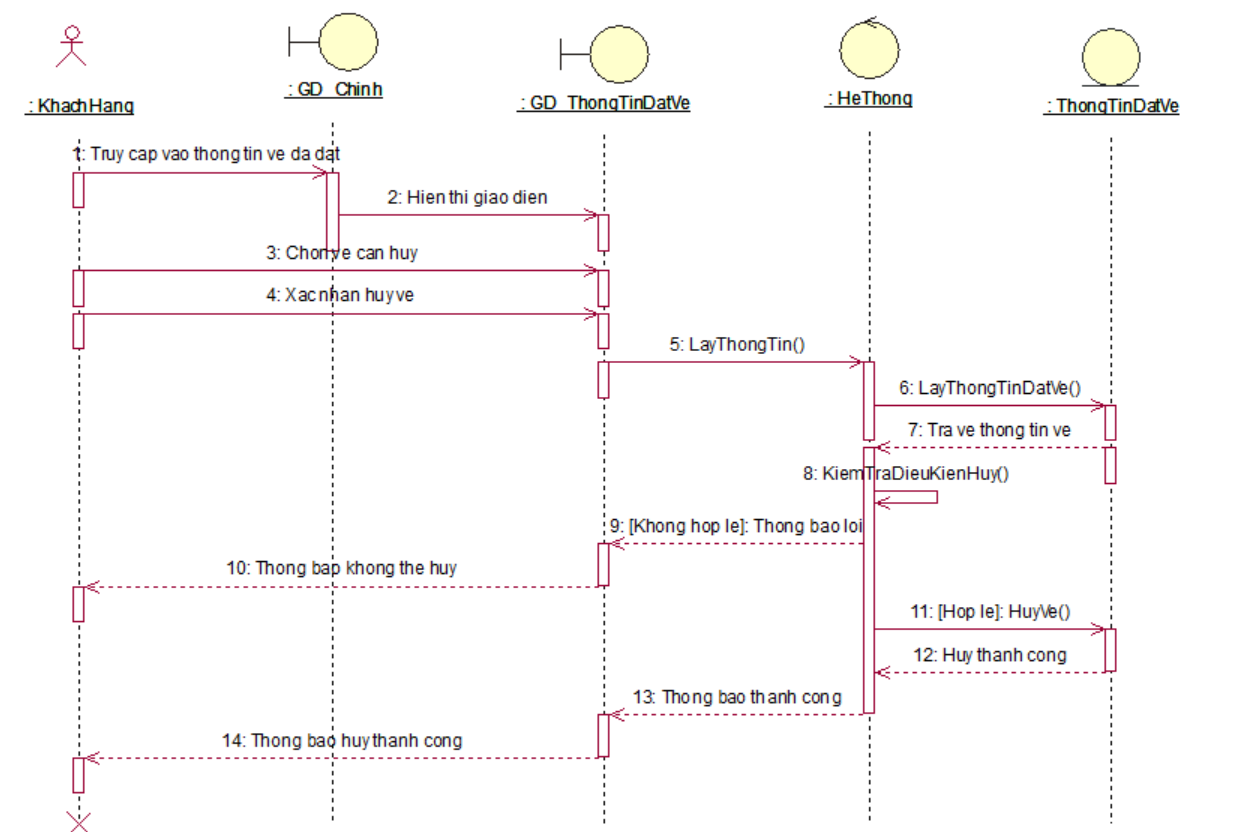 : KhachHang
: GD_Chinh
: GD_ThongTinDatVe
: HeThong
: ThongTinDatVe
1: Truy cap vao thong tin ve da dat
2: Hien thi giao dien
3: Chon ve can huy
4: Xac nhan huy ve
5: LayThongTin()
6: LayThongTinDatVe()
7: Tra ve thong tin ve
8: KiemTraDieuKienHuy()
9: [Khong hop le]: Thong bao loi
10: Thong bao khong the huy
11: [Hop le]: HuyVe()
12: Huy thanh cong
13: Thong bao thanh cong
14: Thong bao huy thanh cong